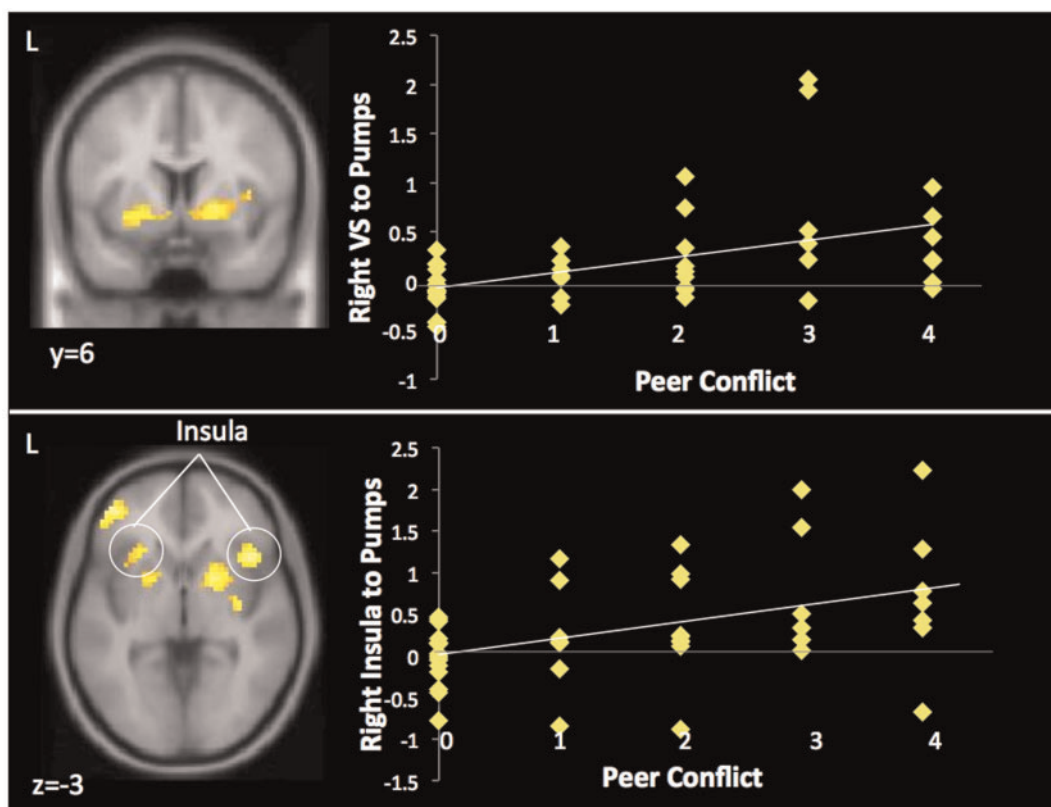 L
y=6
Right VS to Pumps
2.5
2
1.5
1
0.5
0
-0.5
-1
0 1 2 3 4
Peer Conflict
L
Insula
z=-3
Right Insula to Pumps
2.5
2
1.5
1
0.5
0
-0.5
-1
-1.5
0 1 2 3 4
Peer Conflict